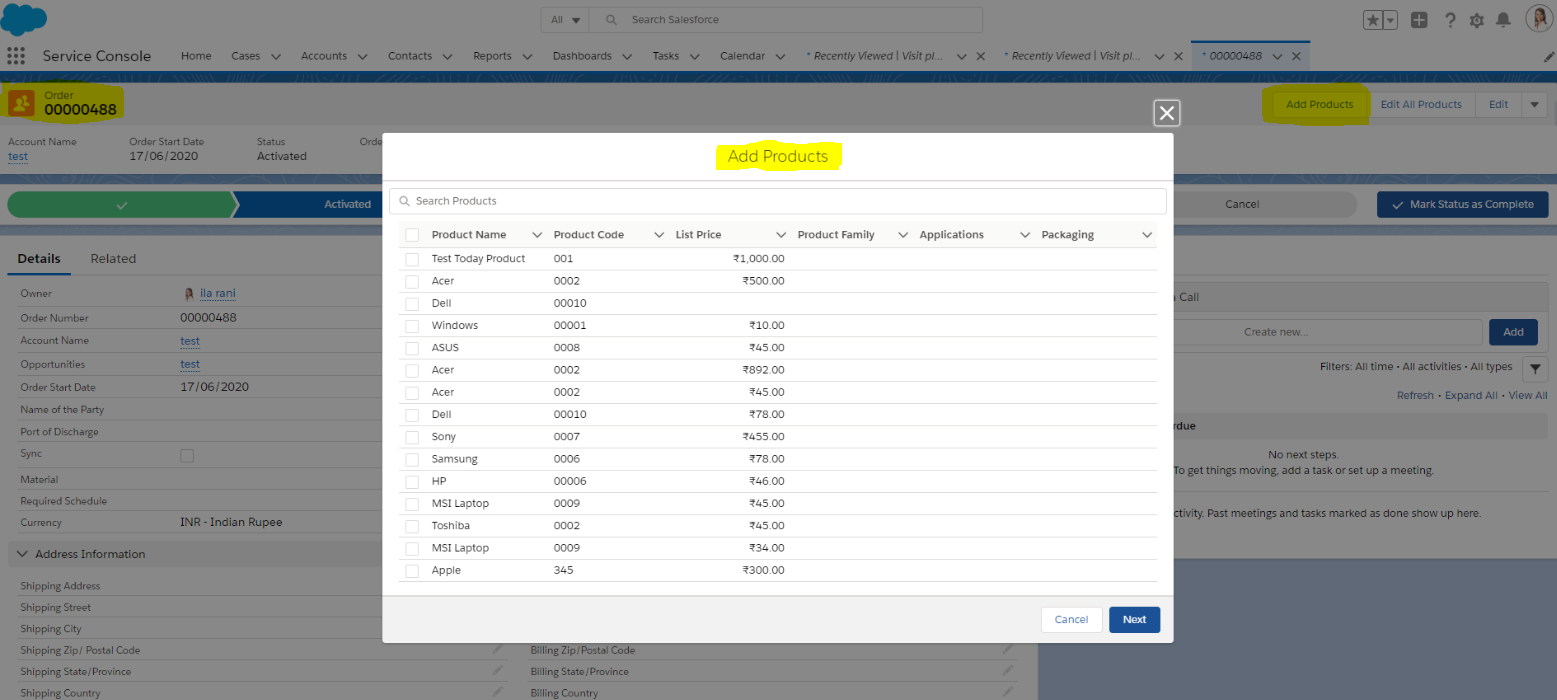 All
Search Salesforce
Service Console Home Cases Accounts Contacts Reports Dashboards Tasks Calendar * Recently Viewed | Visit pl... * Recently Viewed | Visit pl... * 00000488
Order
00000488
Add Products Edit All Products Edit
Account Name Order Start Date Status Orde
test 17/06/2020 Activated
Activated Cancel Mark Status as Complete
Details Related
Owner ila rani
Order Number 00000488
Account Name test
Opportunities test
Order Start Date 17/06/2020
Name of the Party
Port of Discharge
Sync
Material
Required Schedule
Currency INR - Indian Rupee
Address Information
Shipping Address
Shipping Street
Shipping City
Shipping Zip/ Postal Code Billing Zip/Postal Code
Shipping State/Province Billing State/Province
Shipping Country Billing Country
Add Products
Search Products
Product Name Product Code List Price Product Family Applications Packaging
Test Today Product 001 ₹1,000.00
Acer 0002 ₹500.00
Dell 00010
Windows 00001 ₹10.00
ASUS 0008 ₹45.00
Acer 0002 ₹892.00
Acer 0002 ₹45.00
Dell 00010 ₹78.00
Sony 0007 ₹455.00
Samsung 0006 ₹78.00
HP 00006 ₹46.00
MSI Laptop 0009 ₹45.00
Toshiba 0002 ₹45.00
MSI Laptop 0009 ₹34.00
Apple 345 ₹300.00
Cancel Next
Call
Create new... Add
Filters: All time • All activities • All types
Refresh • Expand All • View All
rdue
No next steps.
To get things moving, add a task or set up a meeting.
ctivity. Past meetings and tasks marked as done show up here.